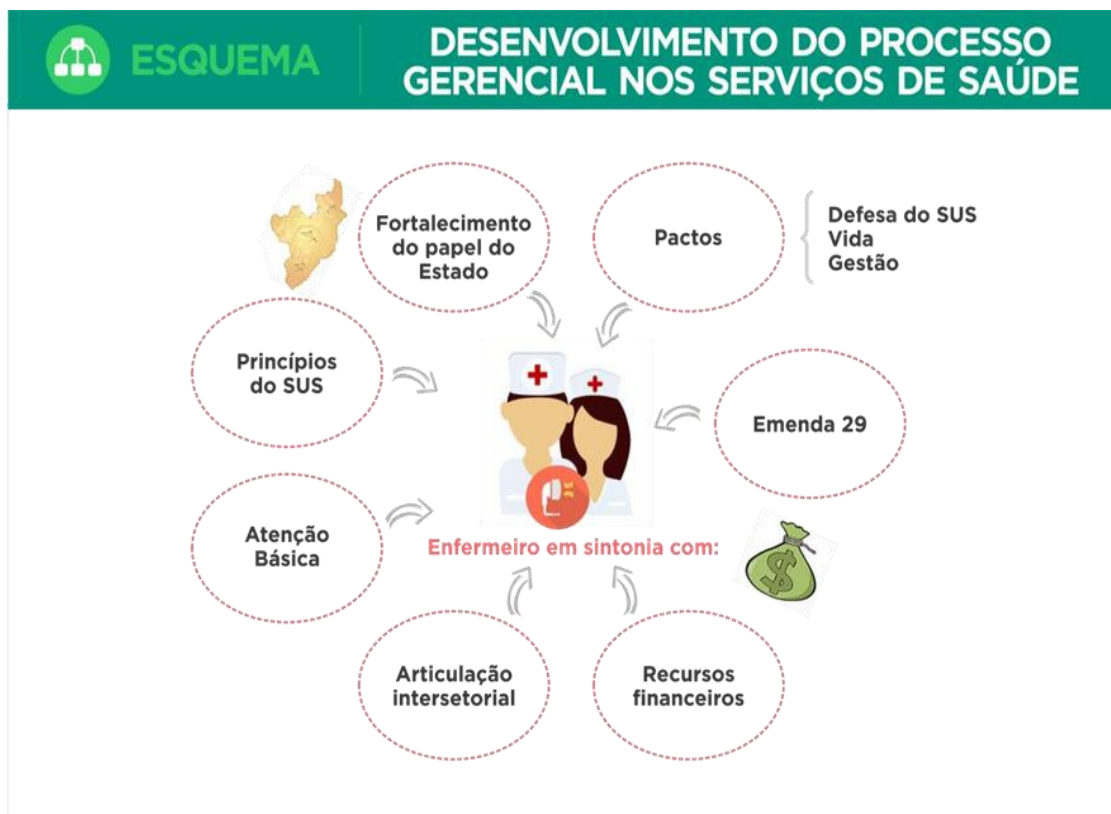 ESQUEMA
DESENVOLVIMENTO DO PROCESSO
GERENCIAL NOS SERVIÇOS DE SAÚDE
Fortalecimento
do papel do
Estado
Pactos
Defesa do SUS
Vida
Gestão
Princípios
do SUS
Emenda 29
Atenção
Básica
Enfermeiro em sintonia com:
Articulação
intersetorial
Recursos
financeiros